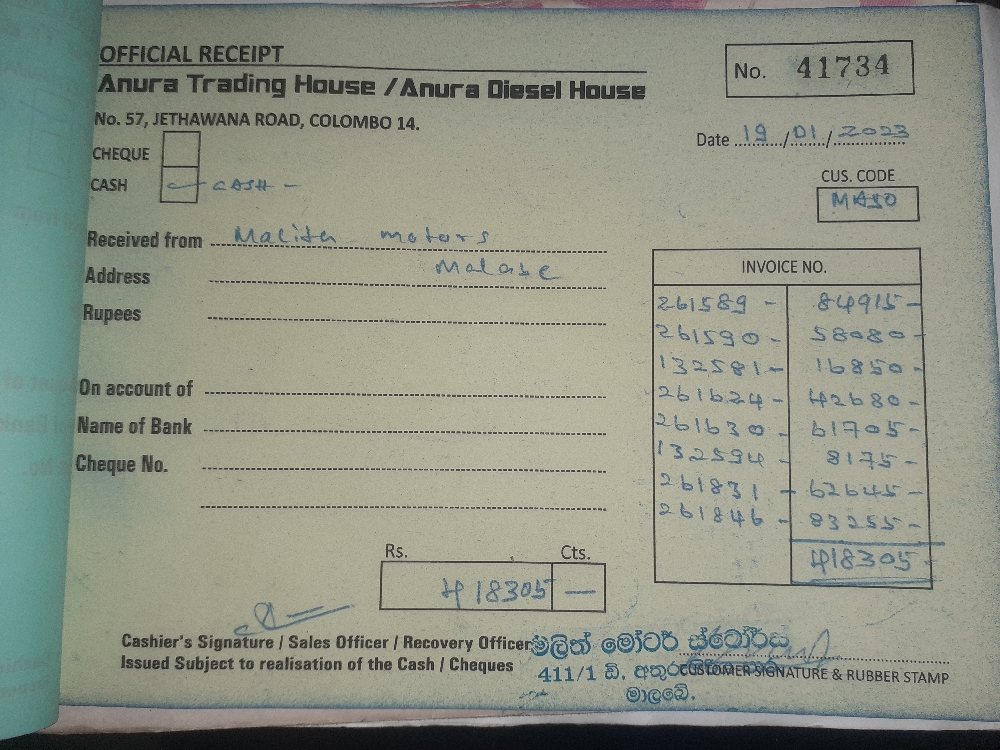 OFFICIAL RECEIPT
Anura Trading House / Anura Diesel House
No. 57, JETHAWANA ROAD, COLOMBO 14.
No. 41734
Date 19/01/2023
CHEQUE
CASH - CASH -
CUS. CODE
MA30
Received from Malith motors
Address Malabe
Rupees
On account of
Name of Bank
Cheque No.
INVOICE NO.
261589 - 84915 -
261590 - 58080 -
132581 - 16850 -
261624 - 42680 -
261630 - 61705 -
132594 - 8175 -
261831 - 62645 -
261846 - 83255 -
418305 -
Rs. Cts.
418305 —
Cashier's Signature / Sales Officer / Recovery Officer
Issued Subject to realisation of the Cash / Cheques
මලිත් මෝටර් ස්ටෝර්ස්
411/1 ඩී,
මාලබේ.
CUSTOMER SIGNATURE & RUBBER STAMP